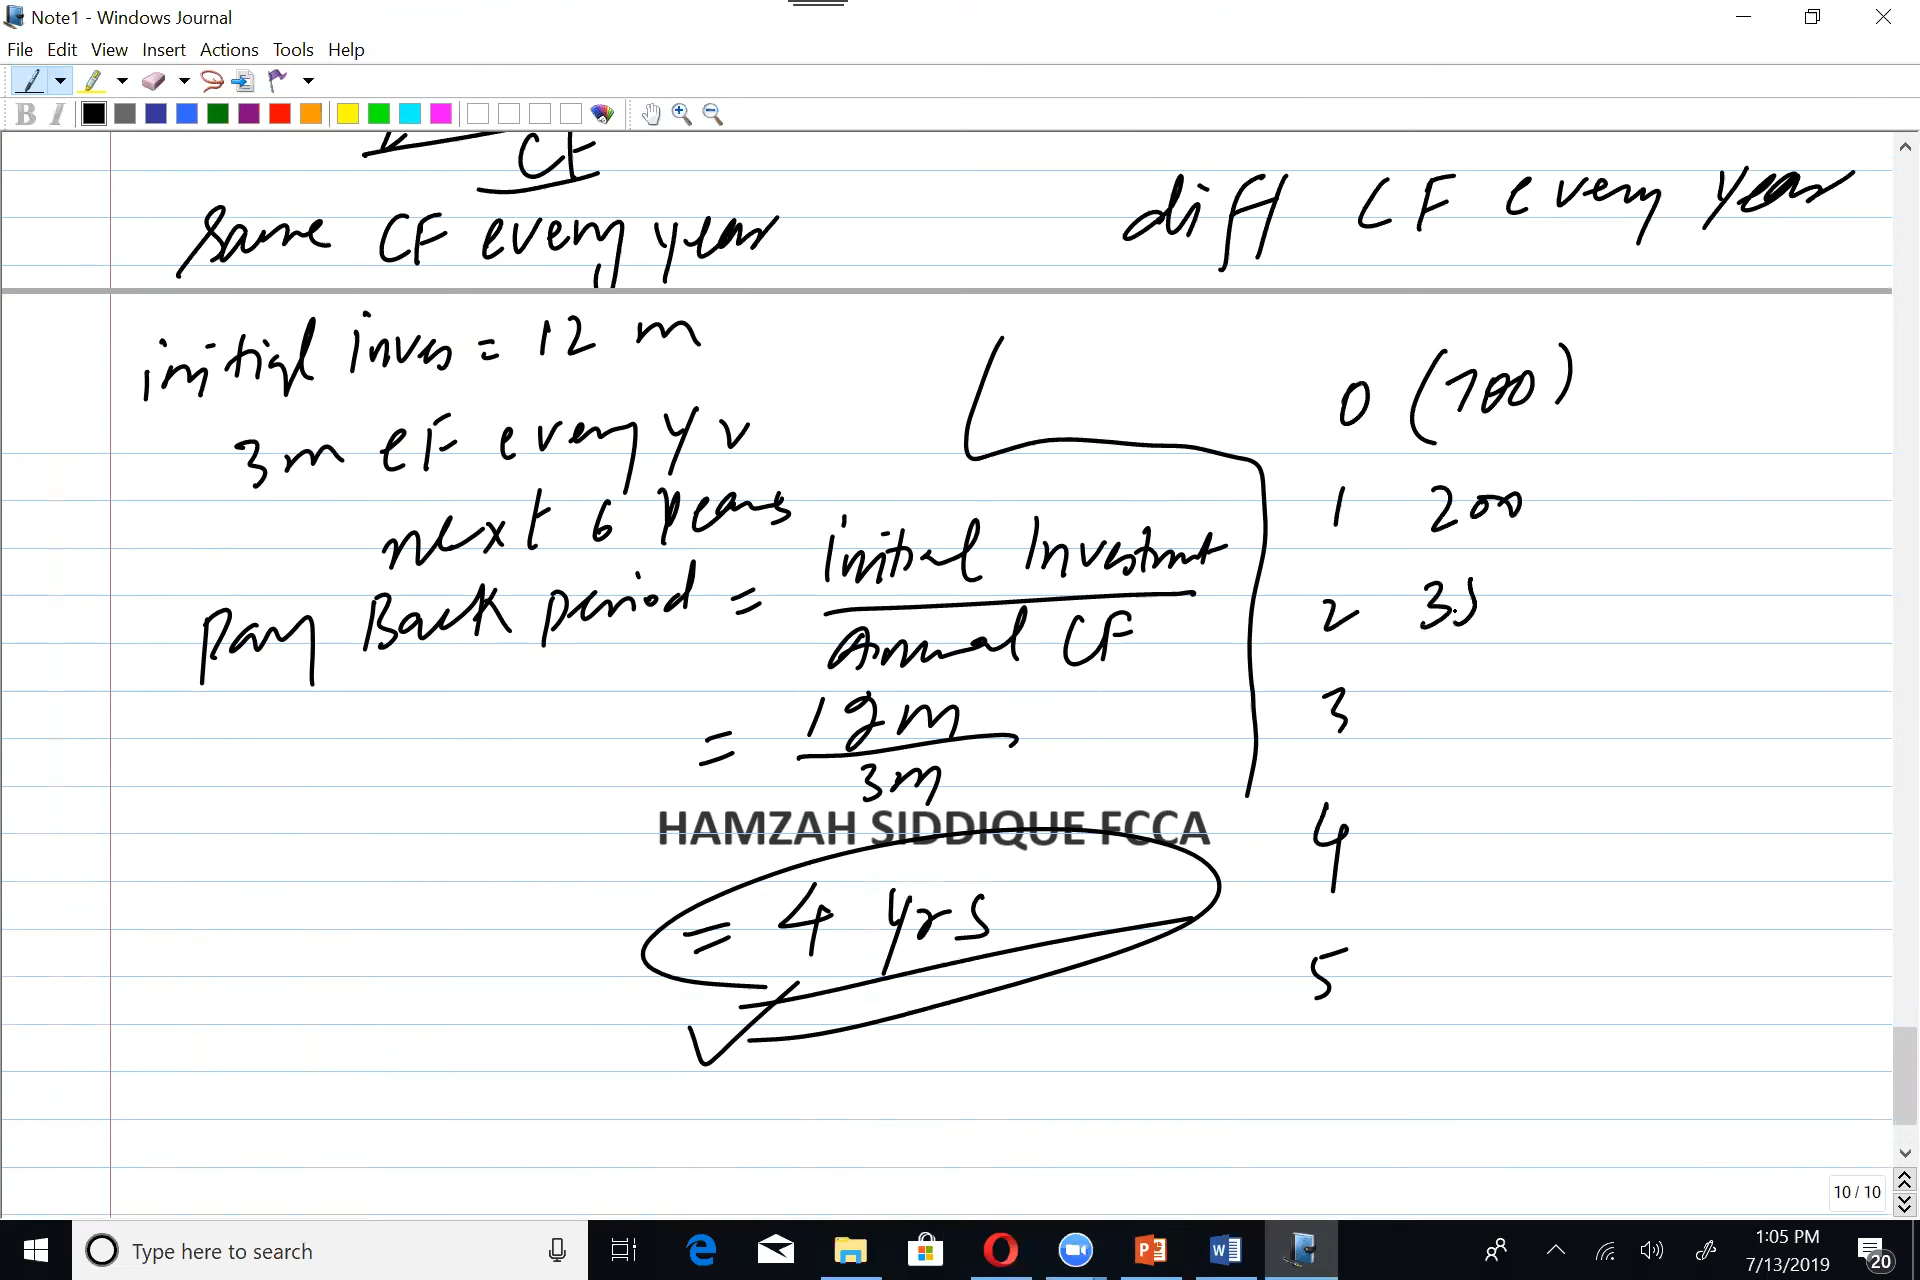 Note1 - Windows Journal
File Edit View Insert Actions Tools Help
B I
CF
same CF every year
diff CF every year
initial inves = 12 m
3m CF every yr
next 6 years
Pay Back period = initial Investment
Annual CF
= 12m
3m
HAMZAH SIDDIQUE FCCA
= 4 yrs
0 (700)
1 200
2
3
4
5
10 / 10
Type here to search
1:05 PM
7/13/2019
20